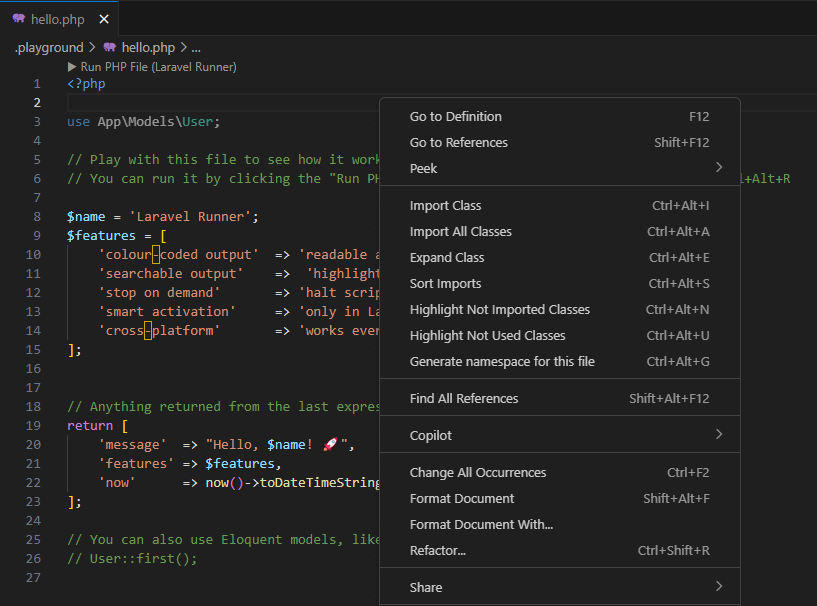 hello.php
.playground > hello.php > ...
Run PHP File (Laravel Runner)
1 <?php
2
3 use App\Models\User;
4
5 // Play with this file to see how it work
6 // You can run it by clicking the "Run PH l+Alt+R
7
8 $name = 'Laravel Runner';
9 $features = [
10 'colour-coded output' => 'readable a
11 'searchable output' => 'highlight
12 'stop on demand' => 'halt scrip
13 'smart activation' => 'only in La
14 'cross-platform' => 'works ever
15 ];
16
17
18 // Anything returned from the last expres
19 return [
20 'message' => "Hello, $name! 🚀",
21 'features' => $features,
22 'now' => now()->toDateTimeString
23 ];
24
25 // You can also use Eloquent models, like
26 // User::first();
27
Go to Definition F12
Go to References Shift+F12
Peek >
Import Class Ctrl+Alt+I
Import All Classes Ctrl+Alt+A
Expand Class Ctrl+Alt+E
Sort Imports Ctrl+Alt+S
Highlight Not Imported Classes Ctrl+Alt+N
Highlight Not Used Classes Ctrl+Alt+U
Generate namespace for this file Ctrl+Alt+G
Find All References Shift+Alt+F12
Copilot >
Change All Occurrences Ctrl+F2
Format Document Shift+Alt+F
Format Document With...
Refactor... Ctrl+Shift+R
Share >